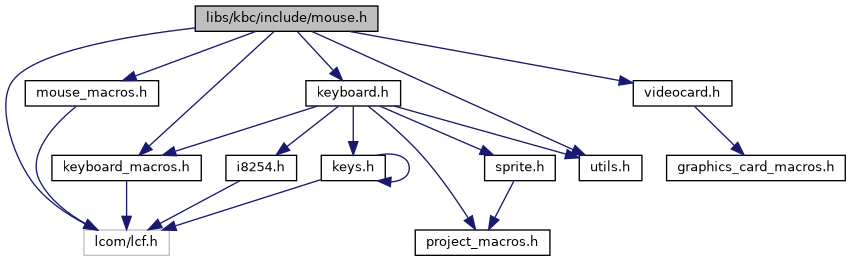 libs/kbc/include/mouse.h
mouse_macros.h
keyboard.h
videocard.h
keyboard_macros.h
i8254.h
keys.h
sprite.h
utils.h
graphics_card_macros.h
lcom/lcf.h
project_macros.h